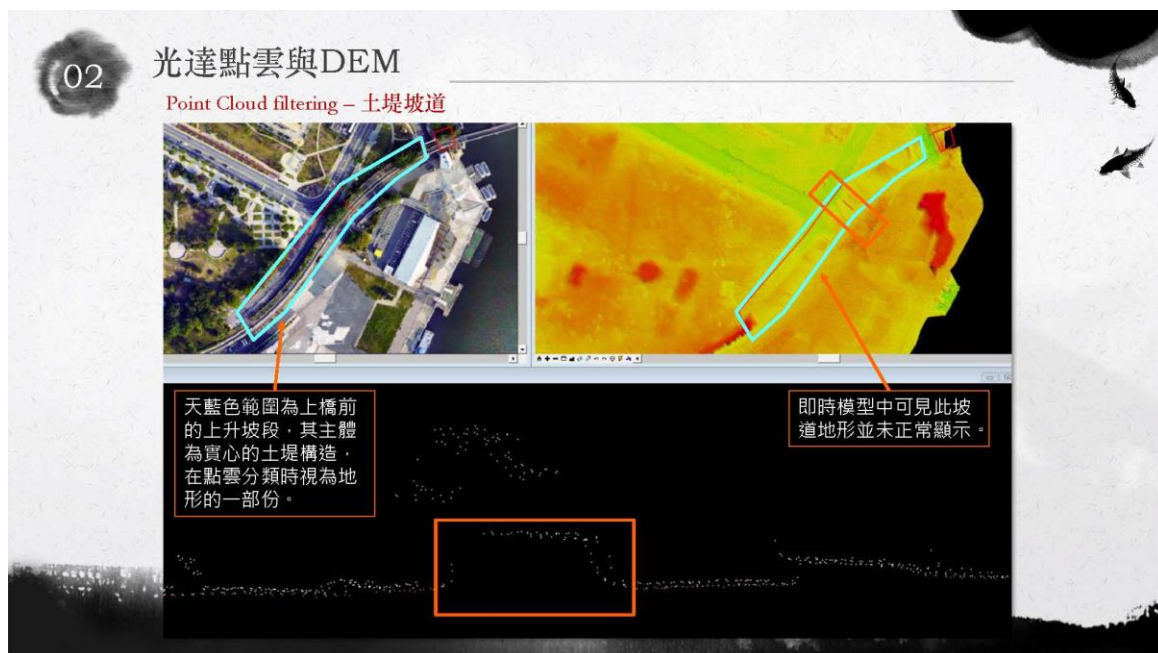 02
光達點雲與DEM
Point Cloud filtering – 土堤坡道
天藍色範圍為上橋前
的上升坡段，其主體
為實心的土堤構造，
在點雲分類時視為地
形的一部份。
即時模型中可見此坡
道地形並未正常顯示。